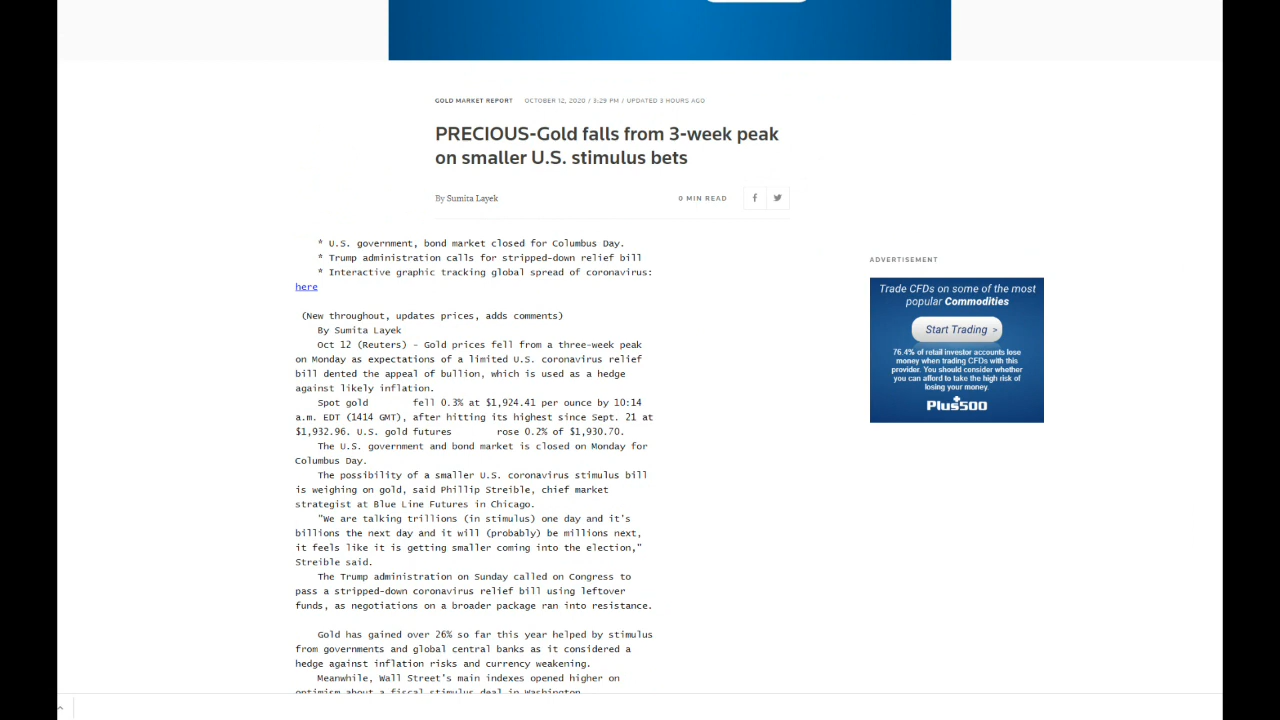 GOLD MARKET REPORT OCTOBER 12, 2020 / 3:29 PM / UPDATED 3 HOURS AGO
PRECIOUS-Gold falls from 3-week peak
on smaller U.S. stimulus bets
By Sumita Layek 0 MIN READ
* U.S. government, bond market closed for Columbus Day.
* Trump administration calls for stripped-down relief bill
* Interactive graphic tracking global spread of coronavirus:
here
(New throughout, updates prices, adds comments)
By Sumita Layek
Oct 12 (Reuters) - Gold prices fell from a three-week peak
on Monday as expectations of a limited U.S. coronavirus relief
bill dented the appeal of bullion, which is used as a hedge
against likely inflation.
Spot gold fell 0.3% at $1,924.41 per ounce by 10:14
a.m. EDT (1414 GMT), after hitting its highest since Sept. 21 at
$1,932.96. U.S. gold futures rose 0.2% of $1,930.70.
The U.S. government and bond market is closed on Monday for
Columbus Day.
The possibility of a smaller U.S. coronavirus stimulus bill
is weighing on gold, said Phillip Streible, chief market
strategist at Blue Line Futures in Chicago.
"We are talking trillions (in stimulus) one day and it's
billions the next day and it will (probably) be millions next,
it feels like it is getting smaller coming into the election,"
Streible said.
The Trump administration on Sunday called on Congress to
pass a stripped-down coronavirus relief bill using leftover
funds, as negotiations on a broader package ran into resistance.
Gold has gained over 26% so far this year helped by stimulus
from governments and global central banks as it considered a
hedge against inflation risks and currency weakening.
Meanwhile, Wall Street's main indexes opened higher on
optimism about a fiscal stimulus deal in Washington
ADVERTISEMENT
Trade CFDs on some of the most
popular Commodities
Start Trading >
76.4% of retail investor accounts lose
money when trading CFDs with this
provider. You should consider whether
you can afford to take the high risk of
losing your money.
Plus500